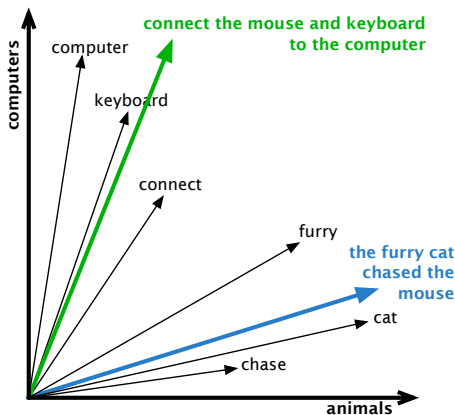 connect the mouse and keyboard
to the computer
computer
computers
keyboard
connect
furry
the furry cat
chased the
mouse
cat
chase
animals